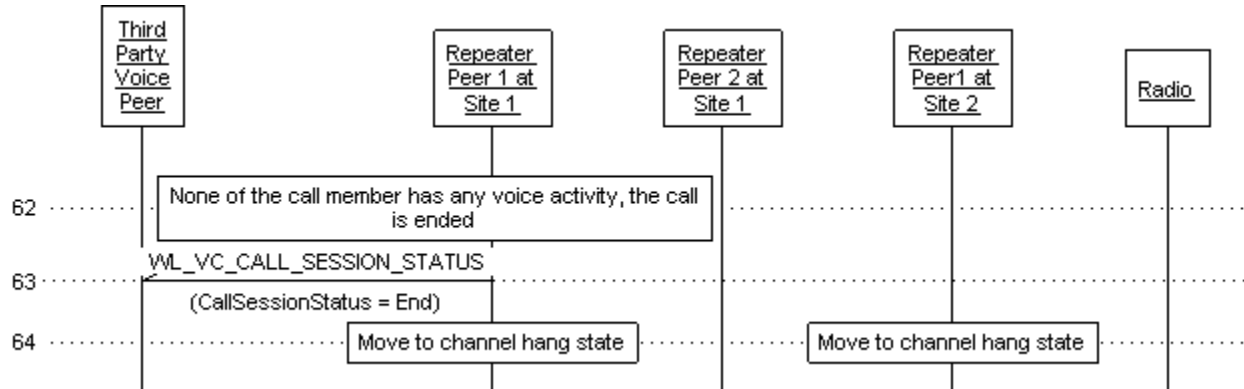 Third
Party
Voice
Peer
Repeater
Peer 1 at
Site 1
Repeater
Peer 2 at
Site 1
Repeater
Peer1 at
Site 2
Radio
62
None of the call member has any voice activity, the call
is ended
WL_VC_CALL_SESSION_STATUS
63
(CallSessionStatus = End)
64
Move to channel hang state
Move to channel hang state